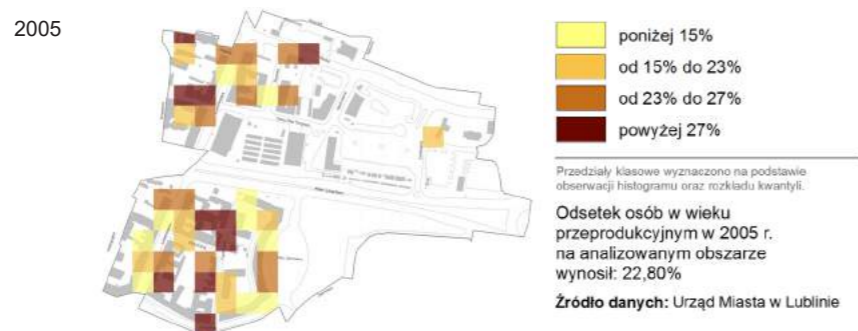 2005
poniżej 15%
od 15% do 23%
od 23% do 27%
powyżej 27%
Przedziały klasowe wyznaczono na podstawie
obserwacji histogramu oraz rozkładu kwantyli.
Odsetek osób w wieku
przeprodukcyjnym w 2005 r.
na analizowanym obszarze
wynosił: 22,80%
Źródło danych: Urząd Miasta w Lublinie